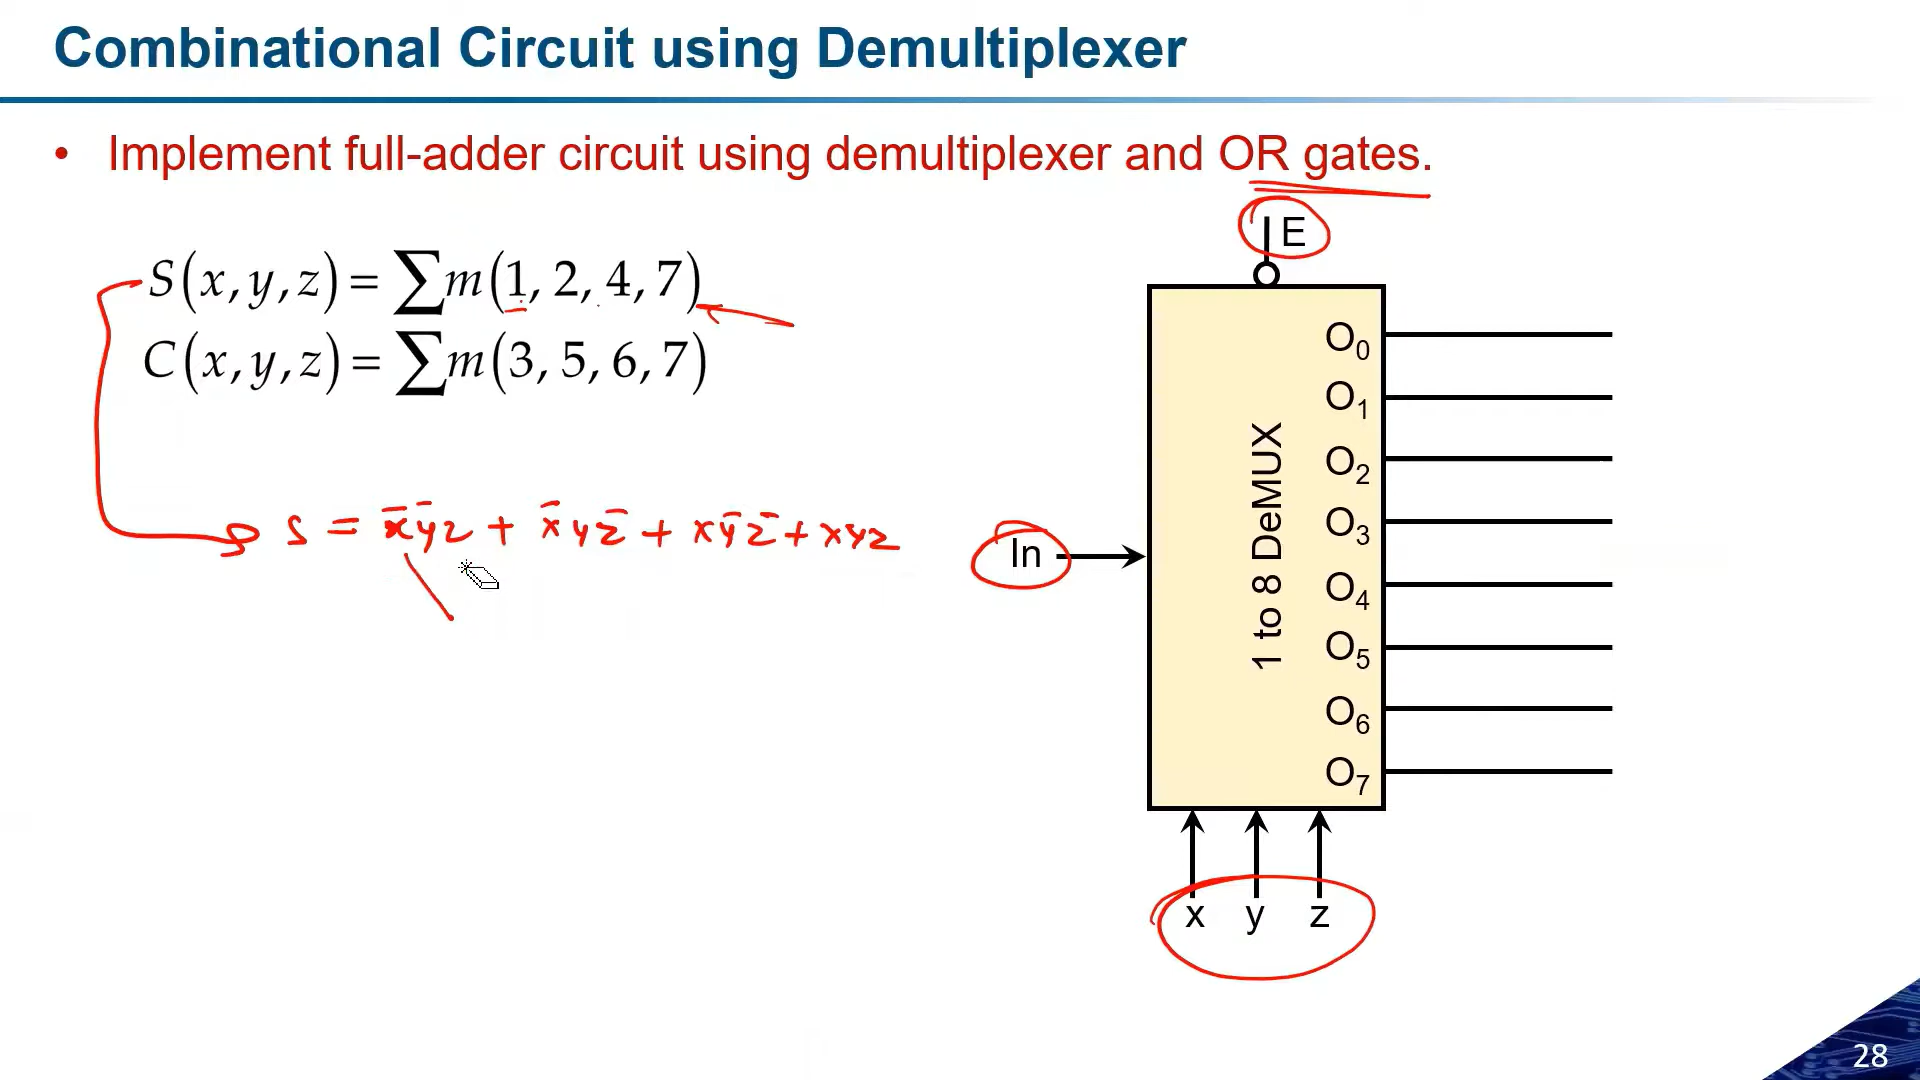 Combinational Circuit using Demultiplexer
• Implement full-adder circuit using demultiplexer and OR gates.
S(x, y, z) = ∑m(1, 2, 4, 7)
C(x, y, z) = ∑m(3, 5, 6, 7)
S = x̄ȳz + x̄yz̄ + xȳz̄ + xyz
E
In
1 to 8 DeMUX
O₀
O₁
O₂
O₃
O₄
O₅
O₆
O₇
x y z
28